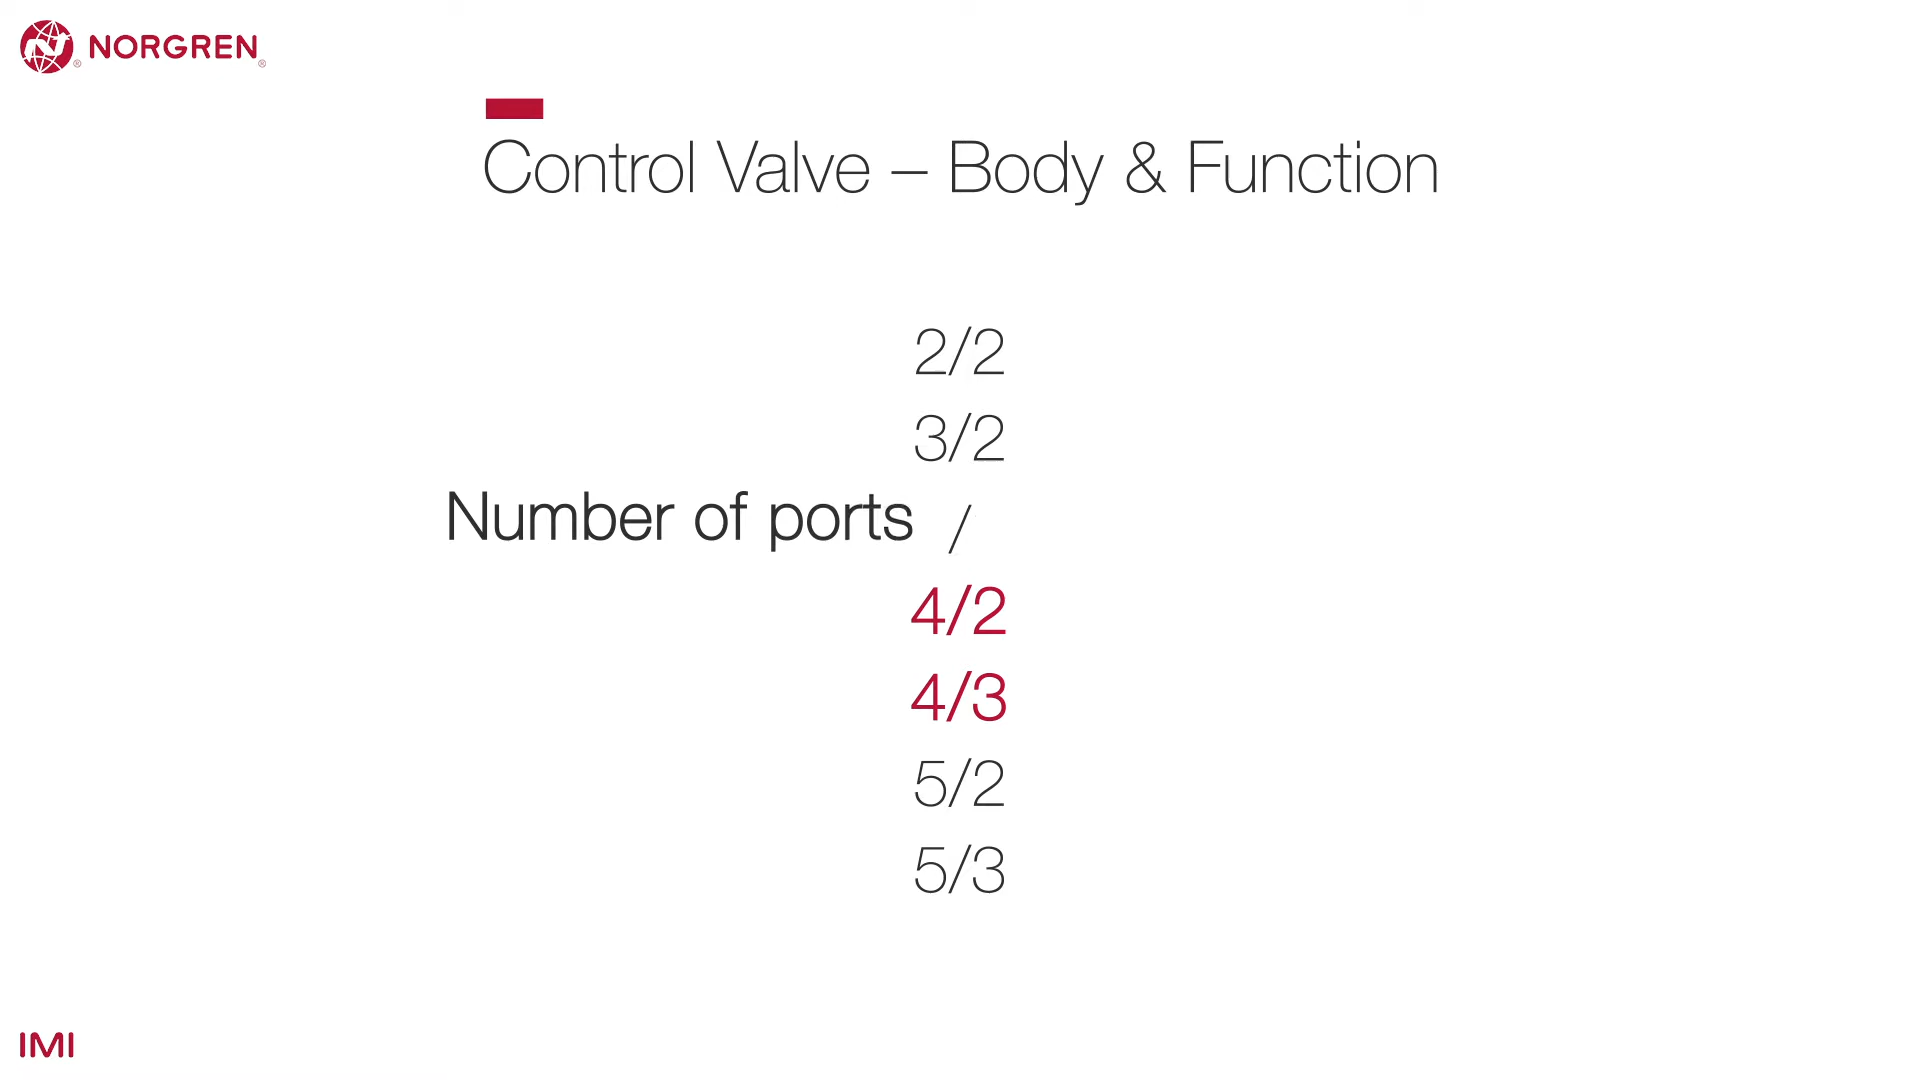 NORGREN
Control Valve – Body & Function
2/2
3/2
Number of ports /
4/2
4/3
5/2
5/3
IMI